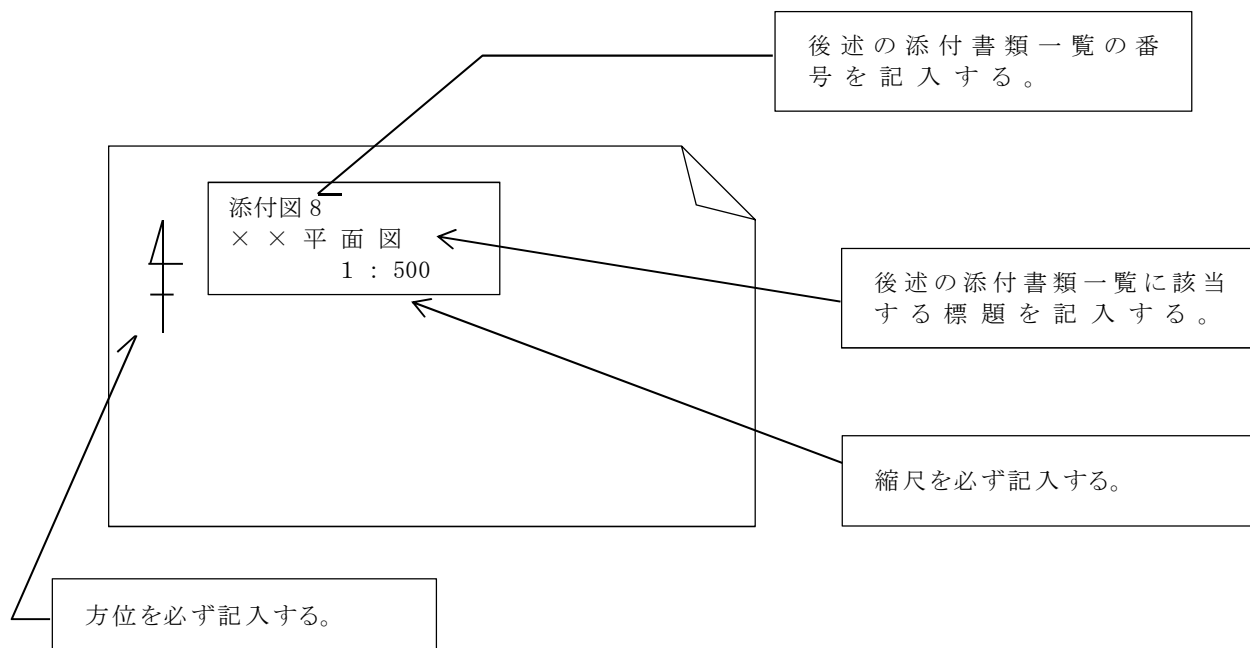 後述の添付書類一覧の番
号を記入する。
添付図8
××平面図
1：500
後述の添付書類一覧に該当
する標題を記入する。
縮尺を必ず記入する。
方位を必ず記入する。